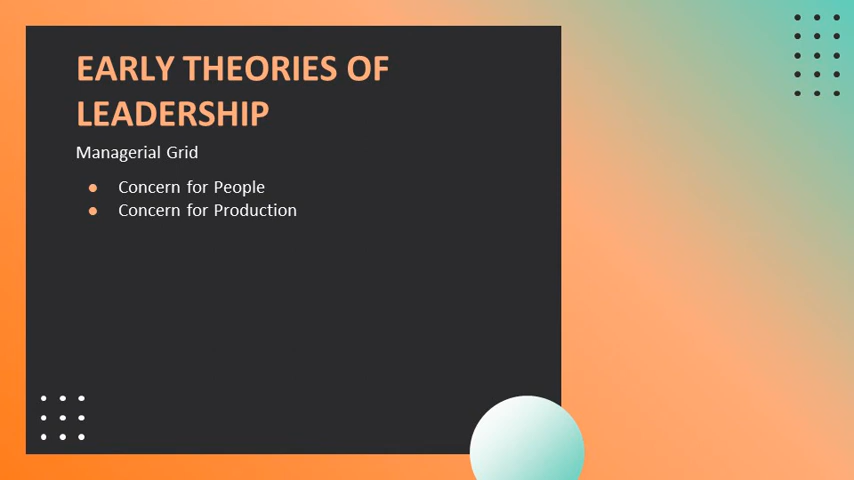 EARLY THEORIES OF
LEADERSHIP
Managerial Grid
● Concern for People
● Concern for Production